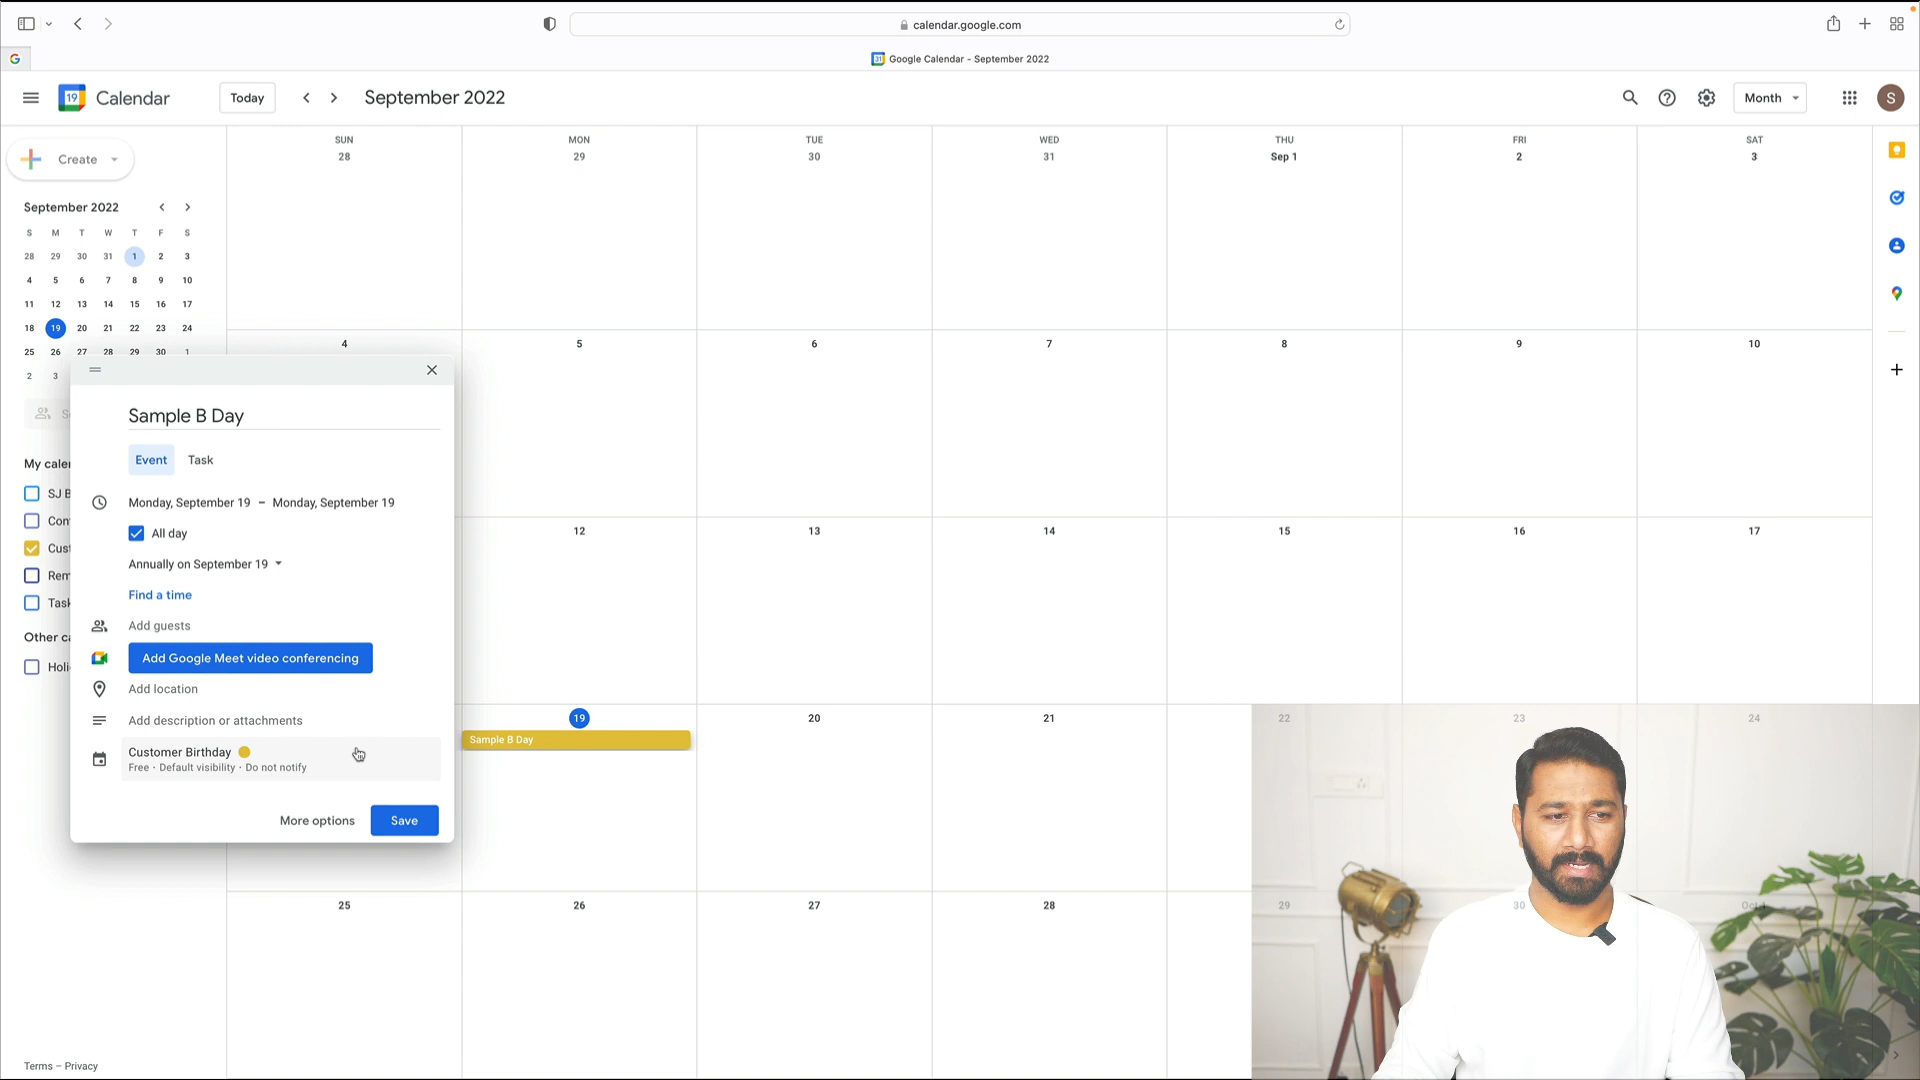 calendar.google.com
Google Calendar - September 2022
19 Calendar
Today
September 2022
Month
S
Create
September 2022
S M T W T F S
28 29 30 31 1 2 3
4 5 6 7 8 9 10
11 12 13 14 15 16 17
18 19 20 21 22 23 24
25 26 27 28 29 30 1
2 3
My caler
SJ B
Con
Cust
Rem
Task
Other ca
Holi
Terms – Privacy
SUN MON TUE WED THU FRI SAT
28 29 30 31 Sep 1 2 3
4 5 6 7 8 9 10
12 13 14 15 16 17
19 20 21 22 23 24
Sample B Day
25 26 27 28 29 30 Oct 1
Sample B Day
Event Task
Monday, September 19 – Monday, September 19
All day
Annually on September 19
Find a time
Add guests
Add Google Meet video conferencing
Add location
Add description or attachments
Customer Birthday
Free · Default visibility · Do not notify
More options Save